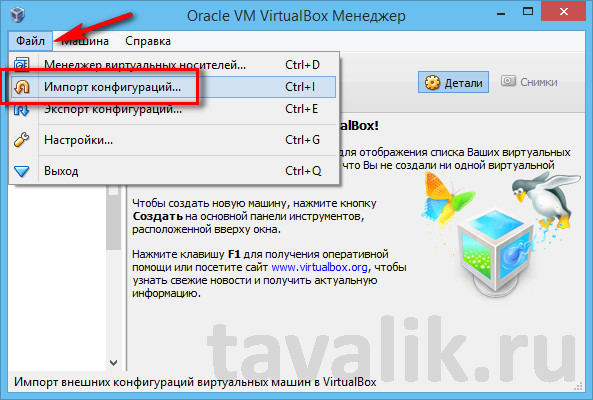 Oracle VM VirtualBox Менеджер
Файл Машина Справка
Менеджер виртуальных носителей... Ctrl+D
Импорт конфигураций... Ctrl+I
Экспорт конфигураций... Ctrl+E
Настройки... Ctrl+G
Выход Ctrl+Q
Детали Снимки
alBox!
для отображения списка Ваших виртуальных
что Вы не создали ни одной виртуальной
Чтобы создать новую машину, нажмите кнопку
Создать на основной панели инструментов,
расположенной вверху окна.
Нажмите клавишу F1 для получения оперативной
помощи или посетите сайт www.virtualbox.org, чтобы
узнать свежие новости и получить актуальную
информацию.
tavalik.ru
Импорт внешних конфигураций виртуальных машин в VirtualBox